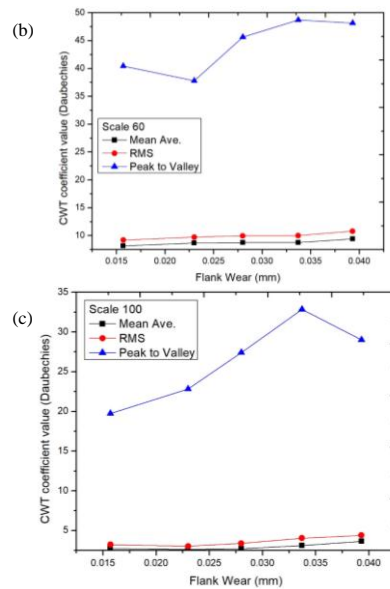 (b)
CWT coefficient value (Daubechies)
50
45
40
35
30
25
20
15
10
Scale 60
Mean Ave.
RMS
Peak to Valley
0.015 0.020 0.025 0.030 0.035 0.040
Flank Wear (mm)
(c)
CWT coefficient value (Daubechies)
35
30
25
20
15
10
5
Scale 100
Mean Ave.
RMS
Peak to Valley
0.015 0.020 0.025 0.030 0.035 0.040
Flank Wear (mm)